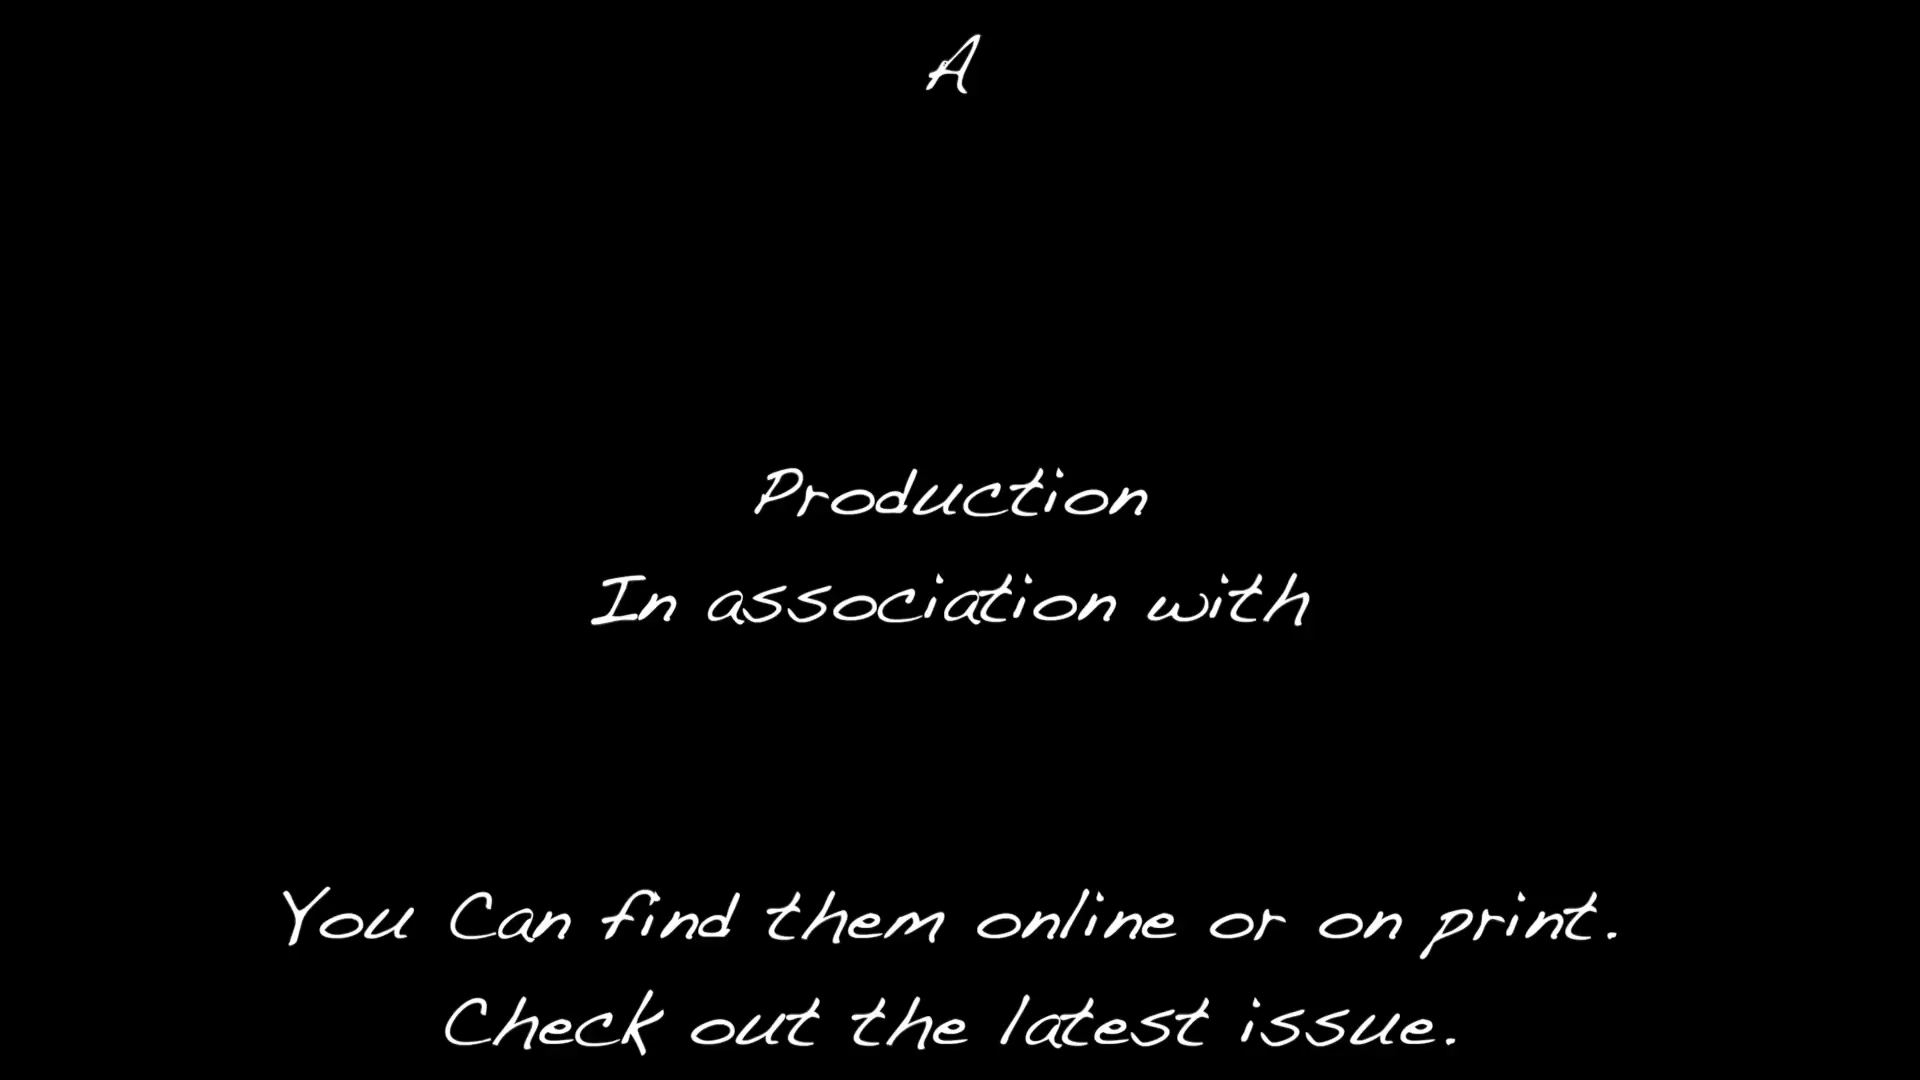 A
Production
In association with
You Can find them online or on print.
Check out the latest issue.